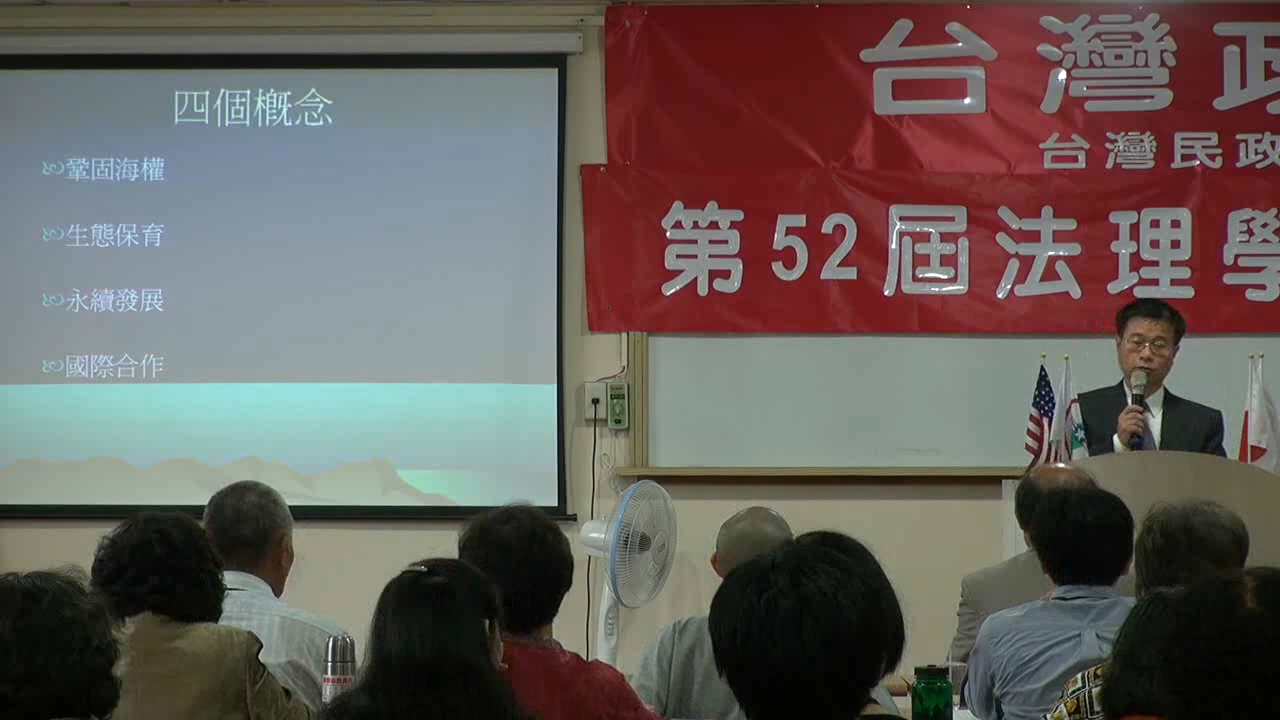 四個概念
鞏固海權
生態保育
永續發展
國際合作
台灣政
台灣民政
第52屆法理學